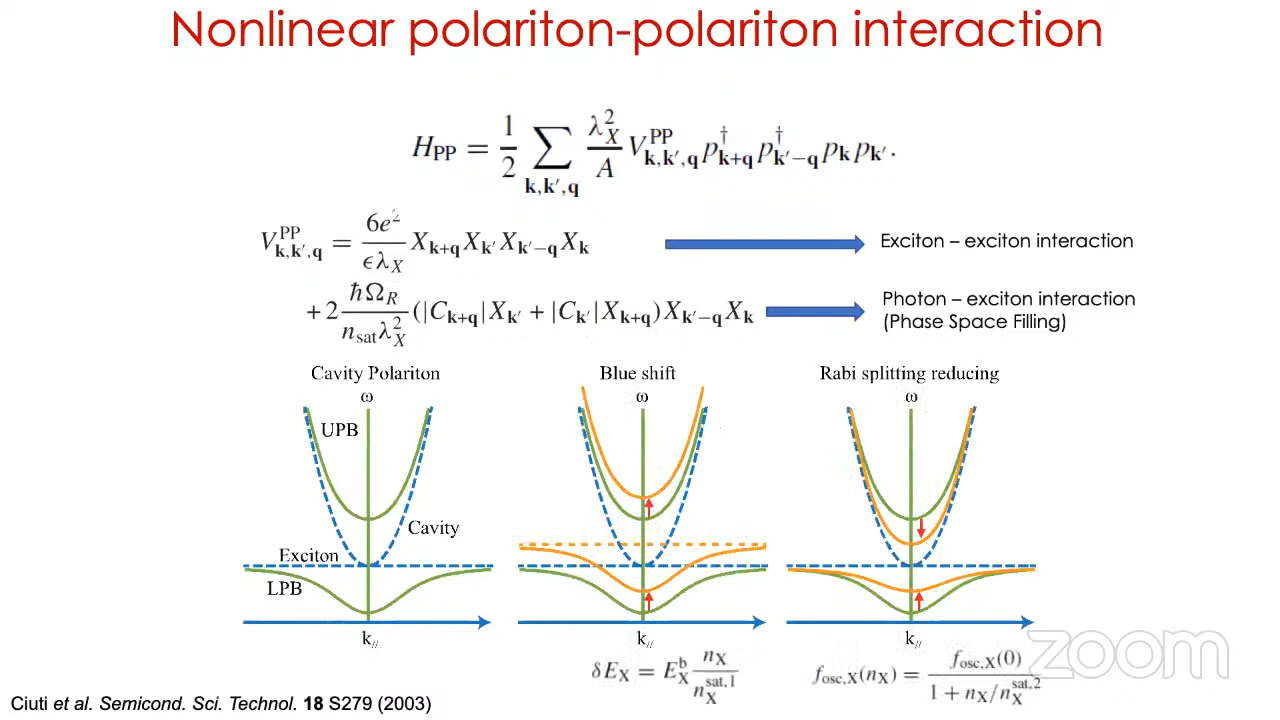 Nonlinear polariton-polariton interaction
H_PP = 1/2 ∑_{k,k′,q} λ_X^2/A V^PP_{k,k′,q} p†_{k+q} p†_{k′−q} p_k p_{k′}.
V^PP_{k,k′,q} = 6e^2/(ϵλ_X) X_{k+q} X_{k′} X_{k′−q} X_k
Exciton – exciton interaction
+ 2 ħΩ_R/(n_sat λ_X^2) (|C_{k+q}|X_{k′} + |C_{k′}|X_{k+q}) X_{k′−q} X_k
Photon – exciton interaction
(Phase Space Filling)
Cavity Polariton
ω
UPB
Cavity
Exciton
LPB
k_//
Blue shift
ω
k_//
δE_X = E_X^b n_X/n_X^{sat,1}
Rabi splitting reducing
ω
k_//
f_{osc,X}(n_X) = f_{osc,X}(0)/(1 + n_X/n_X^{sat,2})
zoom
Ciuti et al. Semicond. Sci. Technol. 18 S279 (2003)